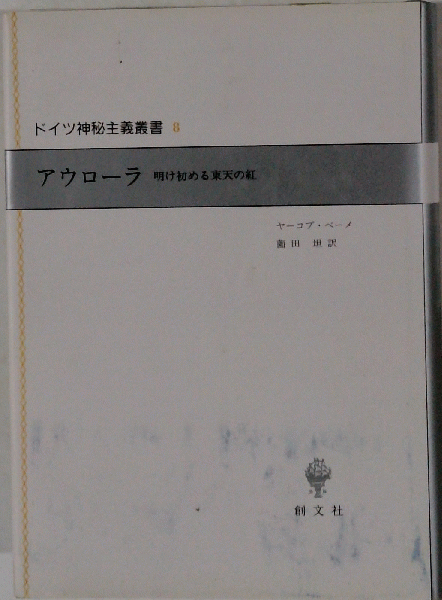 ドイツ神秘主義叢書 8
アウローラ 明け初める東天の紅
ヤーコプ・ベーメ
薗田 坦 訳
創文社